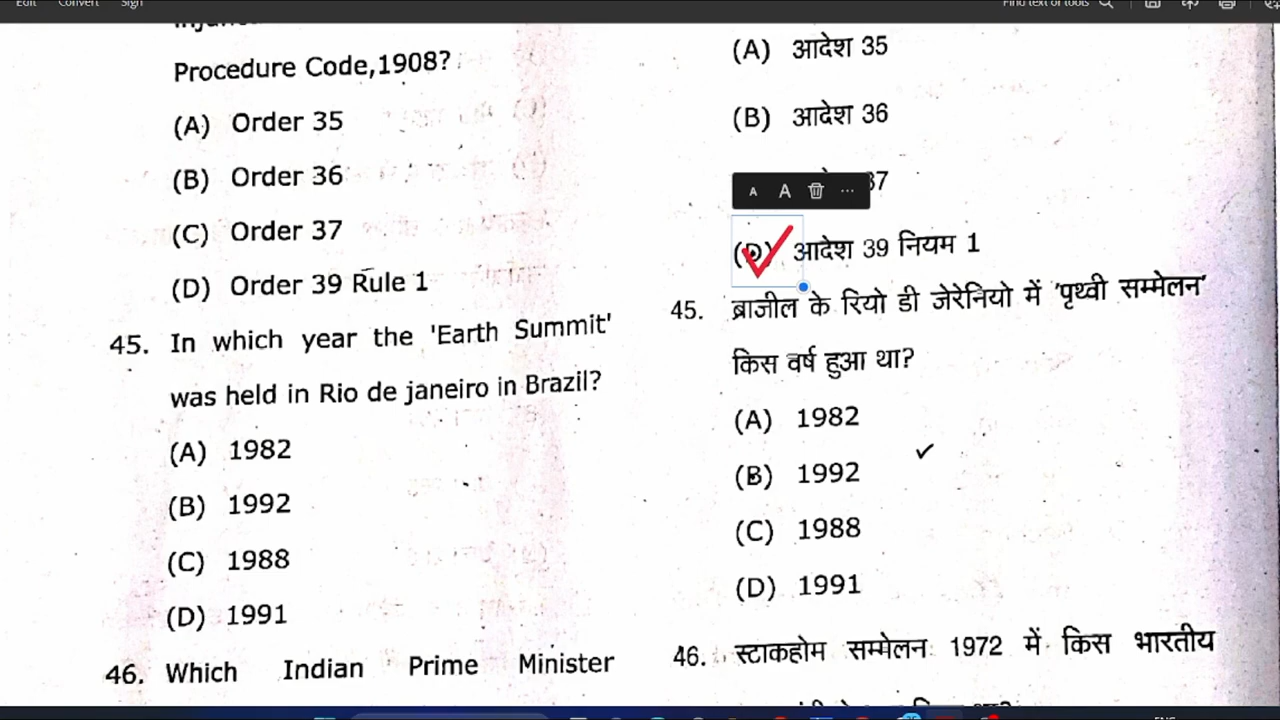 Edit Convert Sign Find text or tools
Procedure Code,1908?
(A) Order 35
(B) Order 36
(C) Order 37
(D) Order 39 Rule 1
45. In which year the 'Earth Summit'
was held in Rio de janeiro in Brazil?
(A) 1982
(B) 1992
(C) 1988
(D) 1991
46. Which Indian Prime Minister
(A) आदेश 35
(B) आदेश 36
37
A A
(D) आदेश 39 नियम 1
45. ब्राजील के रियो डी जेरेनियो में 'पृथ्वी सम्मेलन'
किस वर्ष हुआ था?
(A) 1982
(B) 1992
(C) 1988
(D) 1991
46. स्टाकहोम सम्मेलन 1972 में किस भारतीय
ENG